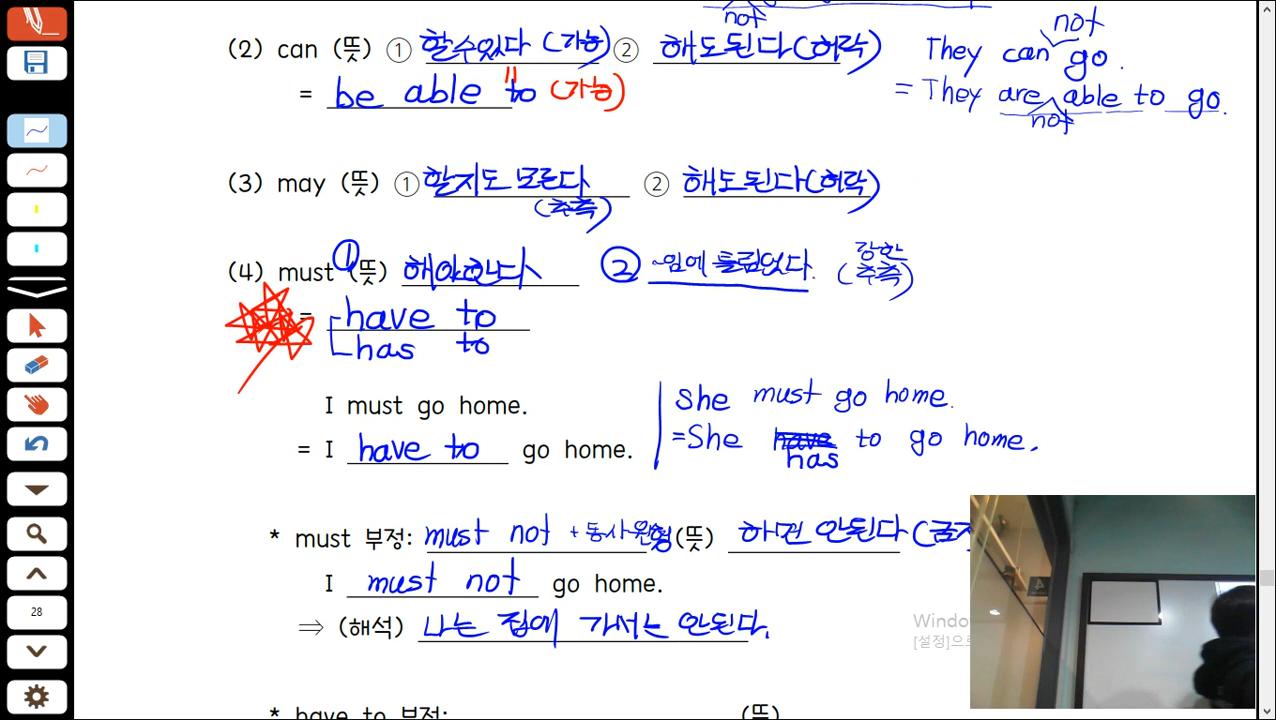 not
not
(2) can (뜻) ① 할 수 있다 (가능) ② 해도 된다 (허락) They can go.
= be able to (가능) = They are able to go.
not
(3) may (뜻) ① 할지도 모른다 ② 해도 된다 (허락)
(추측)
(4) must ① (뜻) 해야 한다 ② ~임에 틀림없다. (강한 추측)
= have to
has to
I must go home. She must go home.
= I have to go home. = She have to go home.
has
* must 부정: must not + 동사원형 (뜻) 하면 안된다
I must not go home.
⇒ (해석) 나는 집에 가서는 안된다.
Windo
[설정]으로
* have to 부정: (뜻)
28